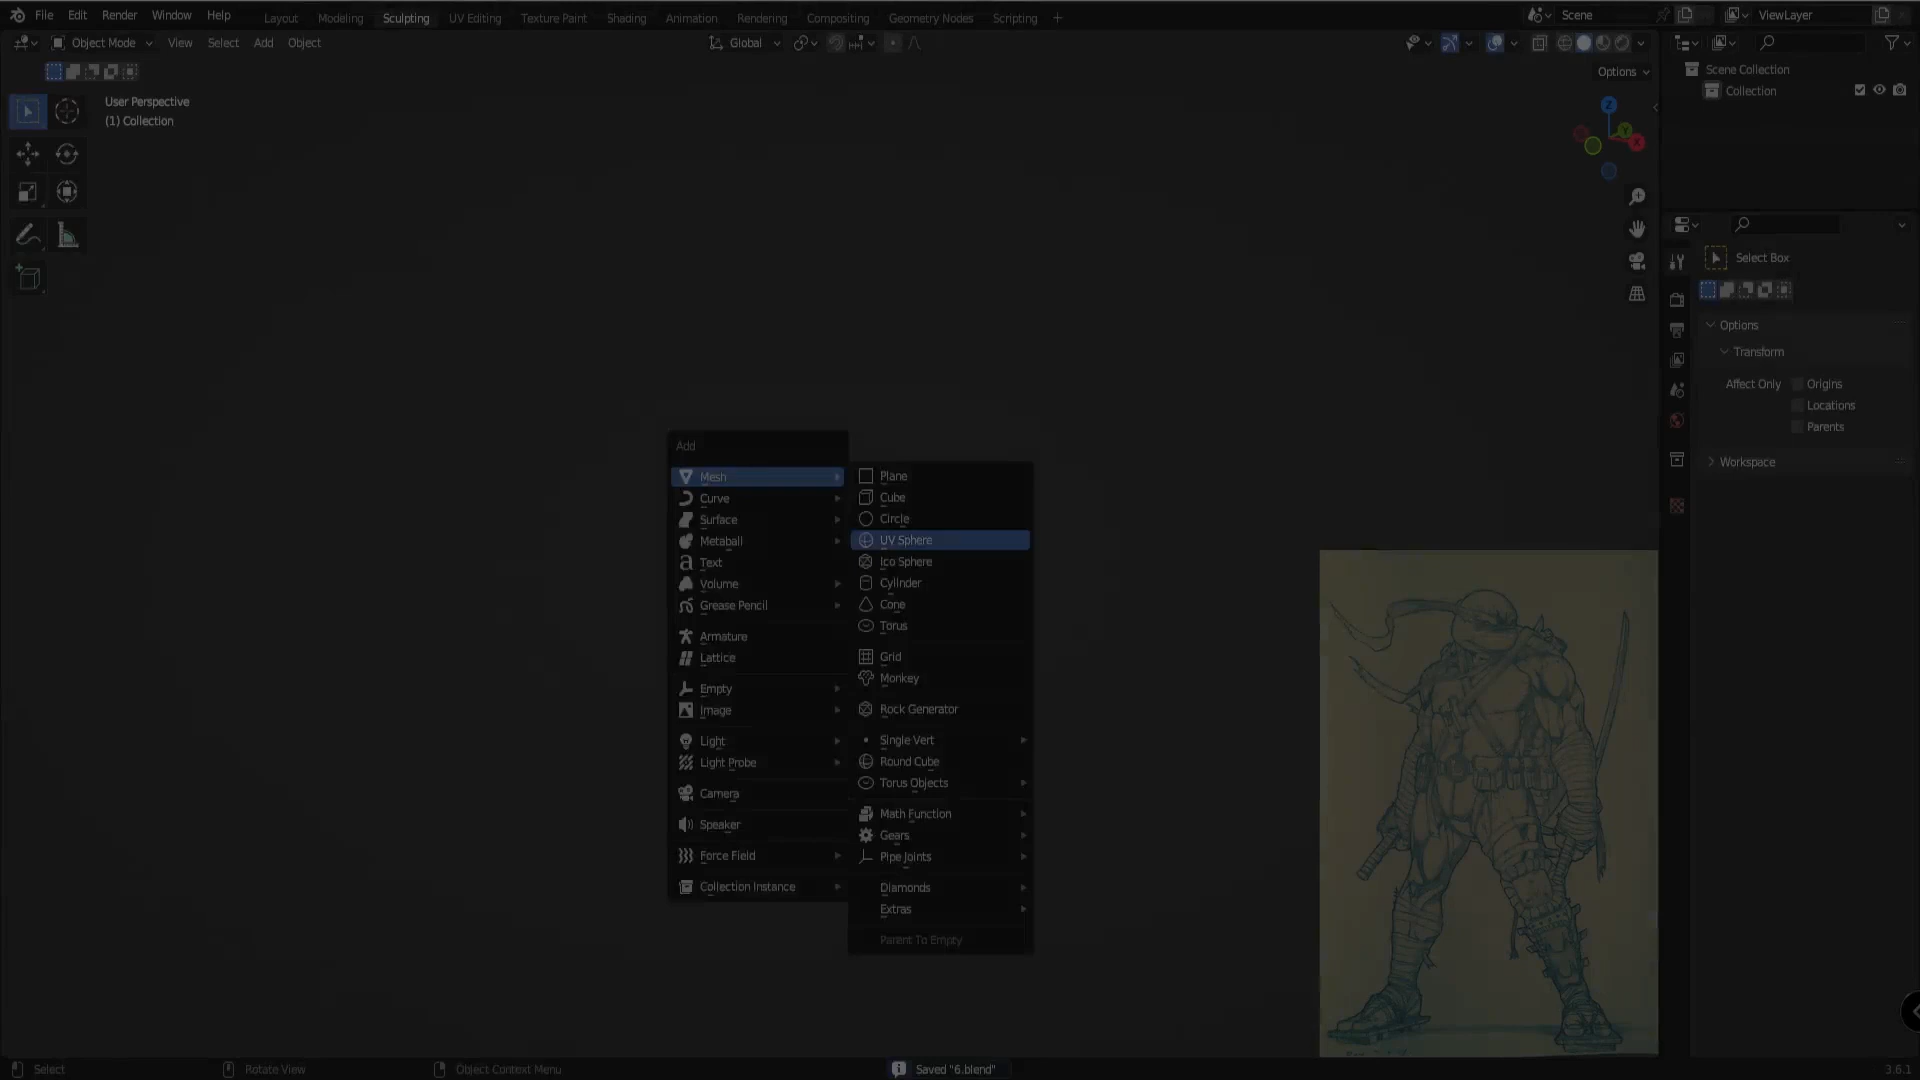 File Edit Render Window Help Layout Modeling Sculpting UV Editing Texture Paint Shading Animation Rendering Compositing Geometry Nodes Scripting + Scene ViewLayer
Object Mode View Select Add Object Global
Options
User Perspective
(1) Collection
Z
Y
X
Scene Collection
Collection
Select Box
Options
Transform
Affect Only Origins
Locations
Parents
Workspace
Add
Mesh
Curve
Surface
Metaball
Text
Volume
Grease Pencil
Armature
Lattice
Empty
Image
Light
Light Probe
Camera
Speaker
Force Field
Collection Instance
Plane
Cube
Circle
UV Sphere
Ico Sphere
Cylinder
Cone
Torus
Grid
Monkey
Rock Generator
Single Vert
Round Cube
Torus Objects
Math Function
Gears
Pipe Joints
Diamonds
Extras
Parent To Empty
Select Rotate View Object Context Menu Saved "6.blend" 3.6.1